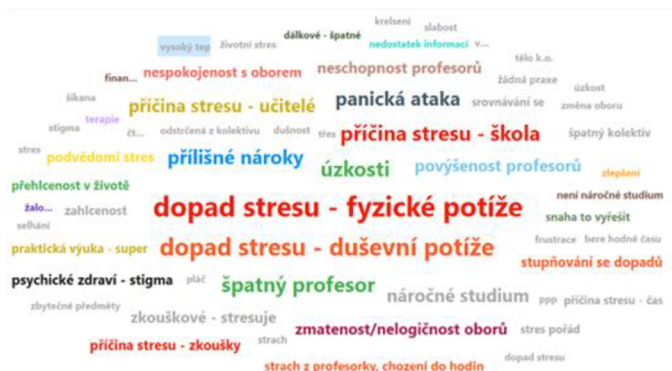 krelsení
slabost
dálkové - špatné
vysoký tep
životní stres
nedostatek informací
v...
tělo k.o.
finan...
nespokojenost s oborem
neschopnost profesorů
žádná praxe
úzkost
šikana
příčina stresu - učitelé
panická ataka
srovnávání se
změna oboru
terapie
stigma
čt...
odstrčená z kolektivu
dušnost
třes
příčina stresu - škola
špatný kolektiv
stres
podvědomí stres
přílišné nároky
úzkosti
povýšenost profesorů
zlepšení
přehlcenost v životě
není náročné studium
žalo...
zahlcenost
dopad stresu - fyzické potíže
snaha to vyřešit
selhání
praktická výuka - super
dopad stresu - duševní potíže
frustrace
bere hodně času
stupňování se dopadů
psychické zdraví - stigma
pláč
špatný profesor
náročné studium
PPP
příčina stresu - čas
zbytečné předměty
zkouškové - stresuje
zmatenost/nelogičnost oborů
stres pořád
příčina stresu - zkoušky
strach
dopad stresu
strach z profesorky, chození do hodin